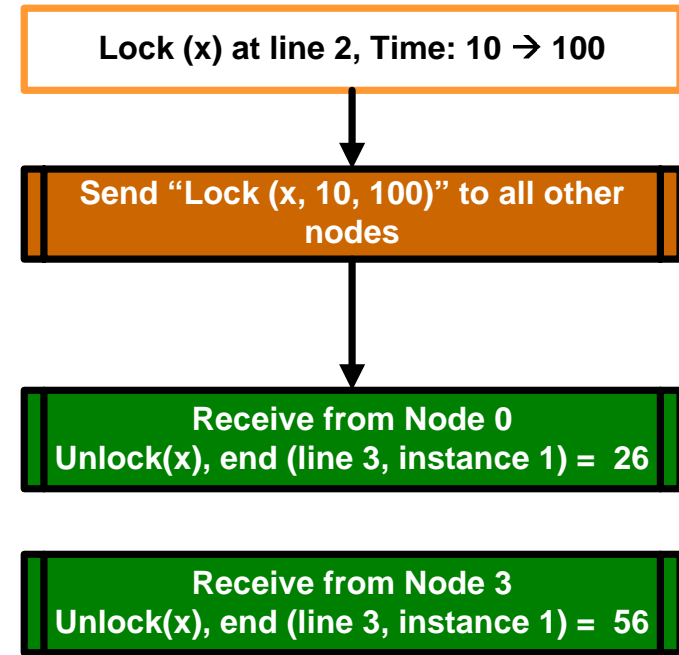 Lock (x) at line 2, Time: 10 → 100
Send “Lock (x, 10, 100)” to all other
nodes
Receive from Node 0
Unlock(x), end (line 3, instance 1) = 26
Receive from Node 3
Unlock(x), end (line 3, instance 1) = 56